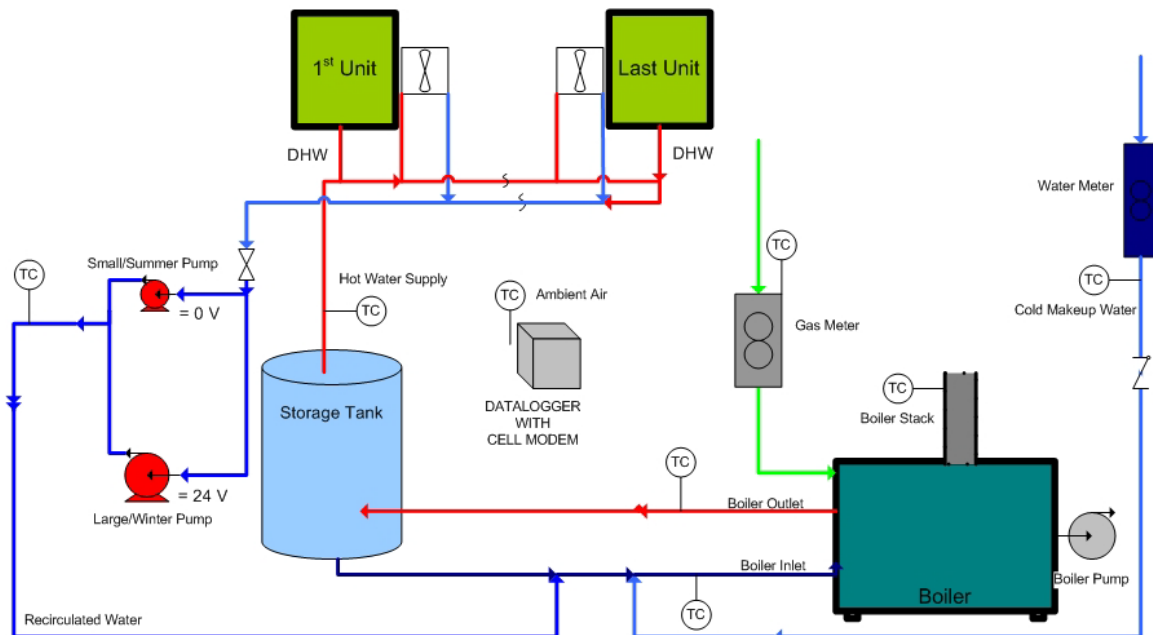 1st Unit
Last Unit
DHW
DHW
Water Meter
TC
Small/Summer Pump
= 0 V
Hot Water Supply
TC
TC
Ambient Air
TC
Gas Meter
TC
Cold Makeup Water
Storage Tank
DATALOGGER
WITH
CELL MODEM
TC
Boiler Stack
= 24 V
Large/Winter Pump
TC
Boiler Outlet
Boiler Inlet
TC
Boiler Pump
Boiler
Recirculated Water